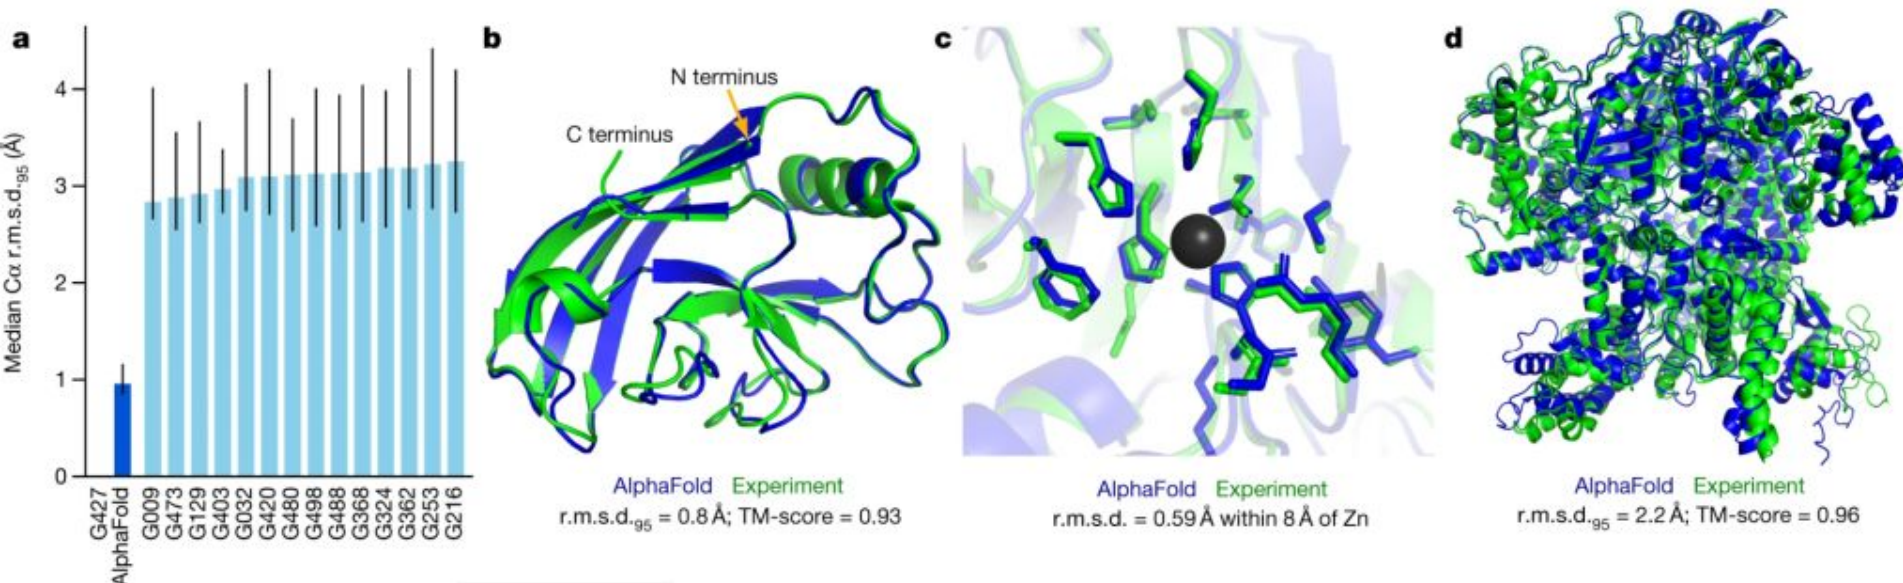 a
Median Cα r.m.s.d.95 (Å)
4
3
2
1
0
G427
AlphaFold
G009
G473
G129
G403
G032
G420
G480
G498
G488
G368
G324
G362
G253
G216
b
N terminus
C terminus
AlphaFold Experiment
r.m.s.d.95 = 0.8 Å; TM-score = 0.93
c
AlphaFold Experiment
r.m.s.d. = 0.59 Å within 8 Å of Zn
d
AlphaFold Experiment
r.m.s.d.95 = 2.2 Å; TM-score = 0.96